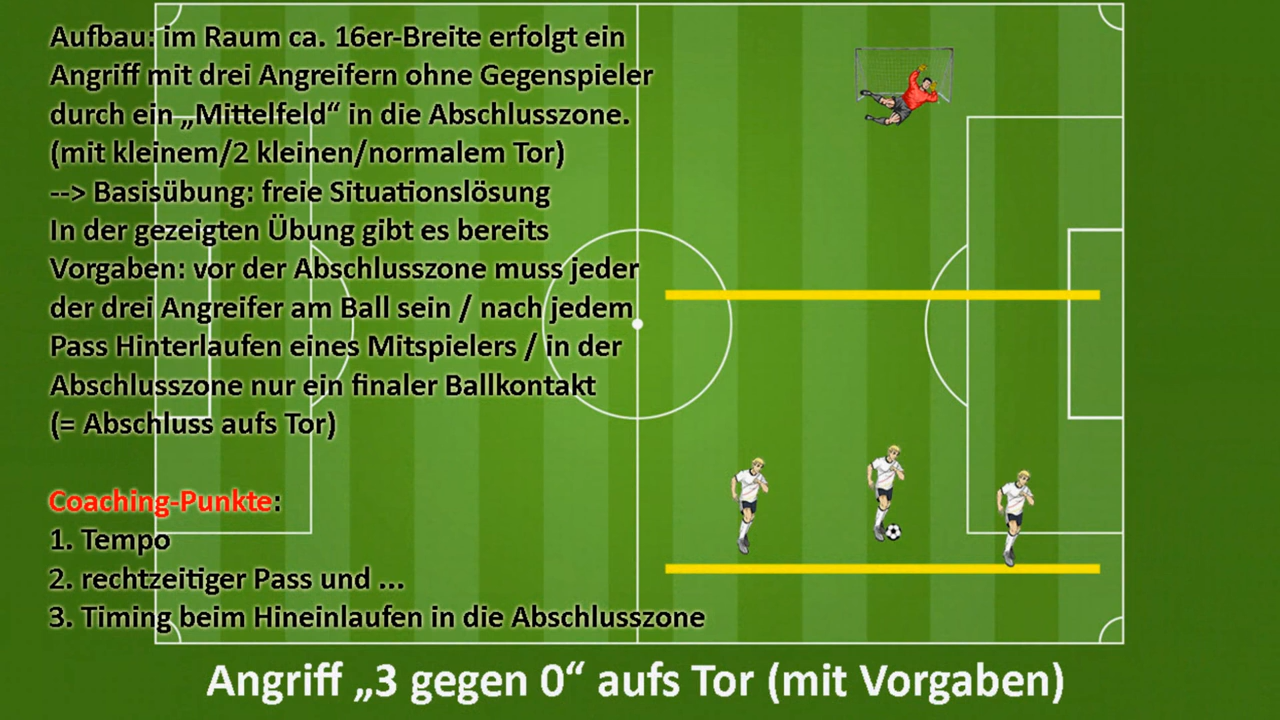 Aufbau: im Raum ca. 16er-Breite erfolgt ein
Angriff mit drei Angreifern ohne Gegenspieler
durch ein „Mittelfeld“ in die Abschlusszone.
(mit kleinem/2 kleinen/normalem Tor)
--> Basisübung: freie Situationslösung
In der gezeigten Übung gibt es bereits
Vorgaben: vor der Abschlusszone muss jeder
der drei Angreifer am Ball sein / nach jedem
Pass Hinterlaufen eines Mitspielers / in der
Abschlusszone nur ein finaler Ballkontakt
(= Abschluss aufs Tor)
Coaching-Punkte:
1. Tempo
2. rechtzeitiger Pass und ...
3. Timing beim Hineinlaufen in die Abschlusszone
Angriff „3 gegen 0“ aufs Tor (mit Vorgaben)